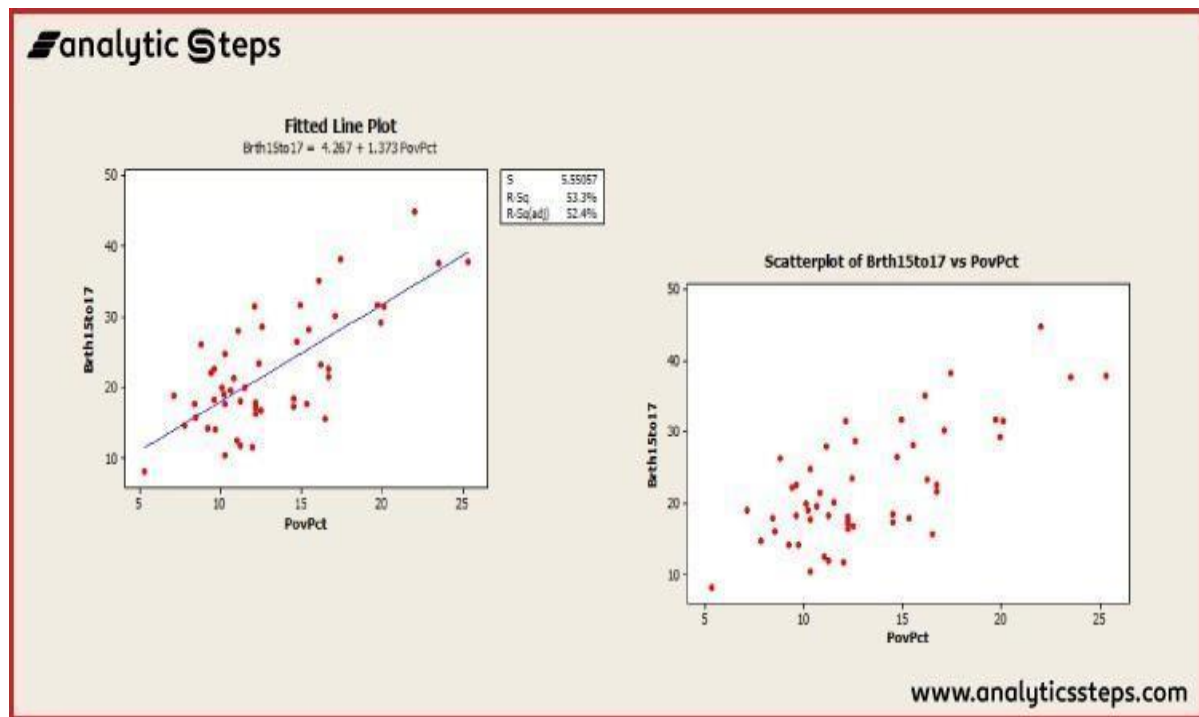 analytic Steps
Fitted Line Plot
Brth15to17 = 4.267 + 1.373 PovPct
S 5.55057
R-Sq 53.3%
R-Sq(adj) 52.4%
50
40
30
20
10
Brth15to17
5 10 15 20 25
PovPct
Scatterplot of Brth15to17 vs PovPct
50
40
30
20
10
Brth15to17
5 10 15 20 25
PovPct
www.analyticssteps.com